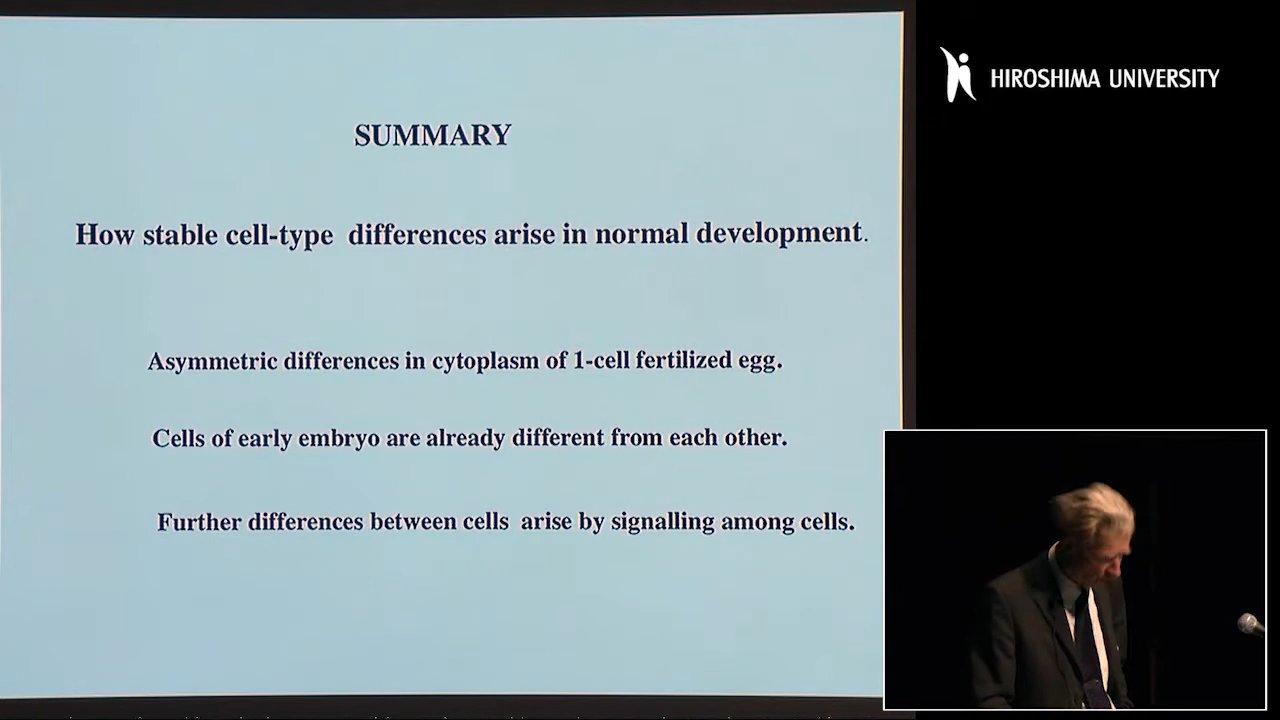 HIROSHIMA UNIVERSITY
SUMMARY
How stable cell-type differences arise in normal development.
Asymmetric differences in cytoplasm of 1-cell fertilized egg.
Cells of early embryo are already different from each other.
Further differences between cells arise by signalling among cells.